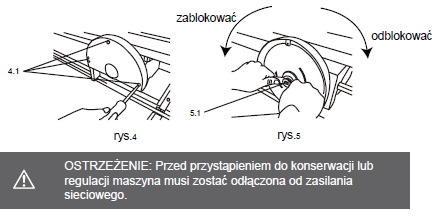 zablokować
odblokować
4.1
5.1
rys.4
rys.5
OSTRZEŻENIE: Przed przystąpieniem do konserwacji lub
regulacji maszyna musi zostać odłączona od zasilania
sieciowego.